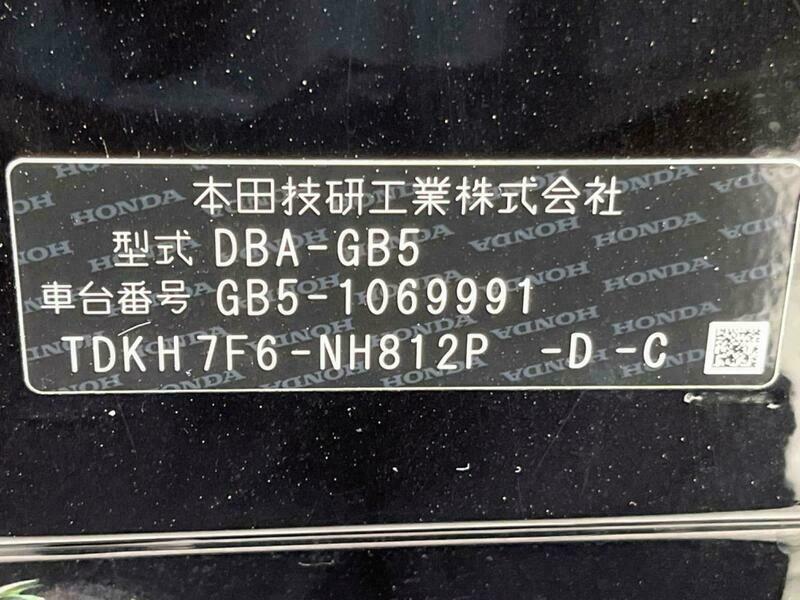 本田技研工業株式会社
型式 DBA-GB5
車台番号 GB5-1069991
TDKH7F6-NH812P -D-C